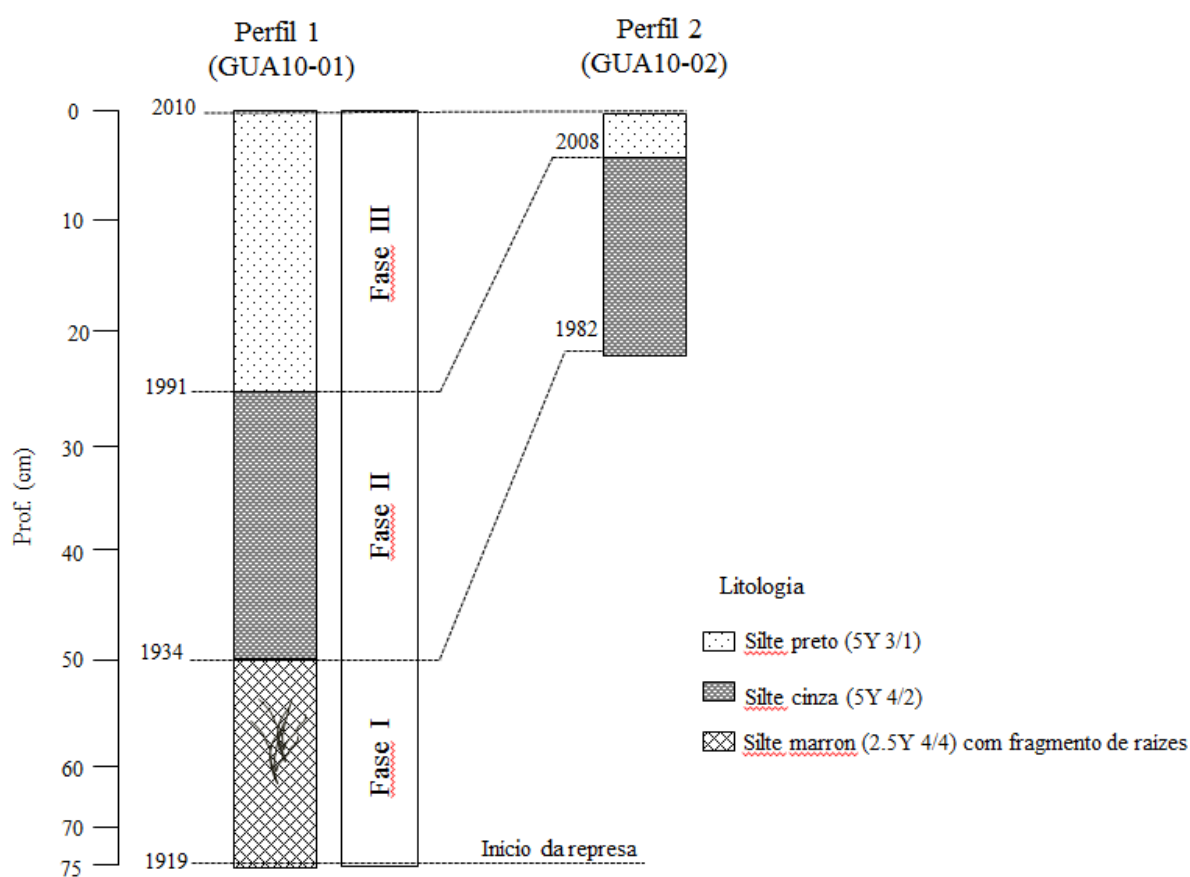 Perfil 1
(GUA10-01)
Perfil 2
(GUA10-02)
0
10
20
30
40
50
60
70
75
Prof. (cm)
2010
1991
1934
1919
Fase III
Fase II
Fase I
2008
1982
Inicio da represa
Litologia
Silte preto (5Y 3/1)
Silte cinza (5Y 4/2)
Silte marron (2.5Y 4/4) com fragmento de raizes